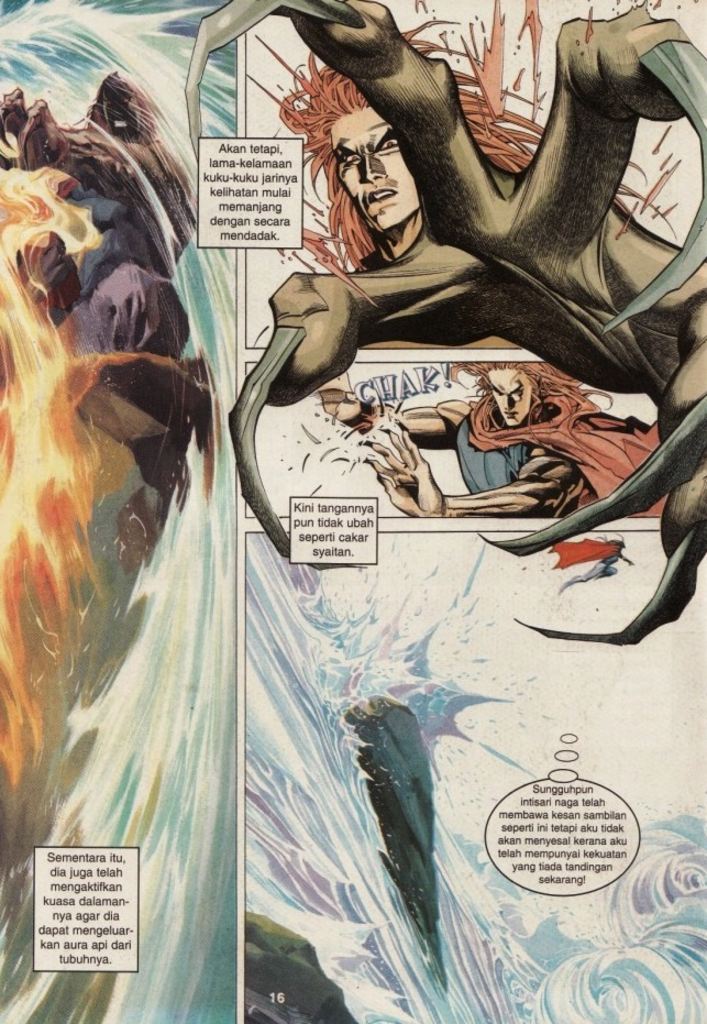 Akan tetapi,
lama-kelamaan
kuku-kuku jarinya
kelihatan mulai
memanjang
dengan secara
mendadak.
CHAK!
Kini tangannya
pun tidak ubah
seperti cakar
syaitan.
Sementara itu,
dia juga telah
mengaktifkan
kuasa dalaman-
nya agar dia
dapat mengeluar-
kan aura api dari
tubuhnya.
Sungguhpun
intisari naga telah
membawa kesan sambilan
seperti ini tetapi aku tidak
menyesal kerana aku
telah mempunyai kekuatan
yang tiada tandingan
sekarang!
16